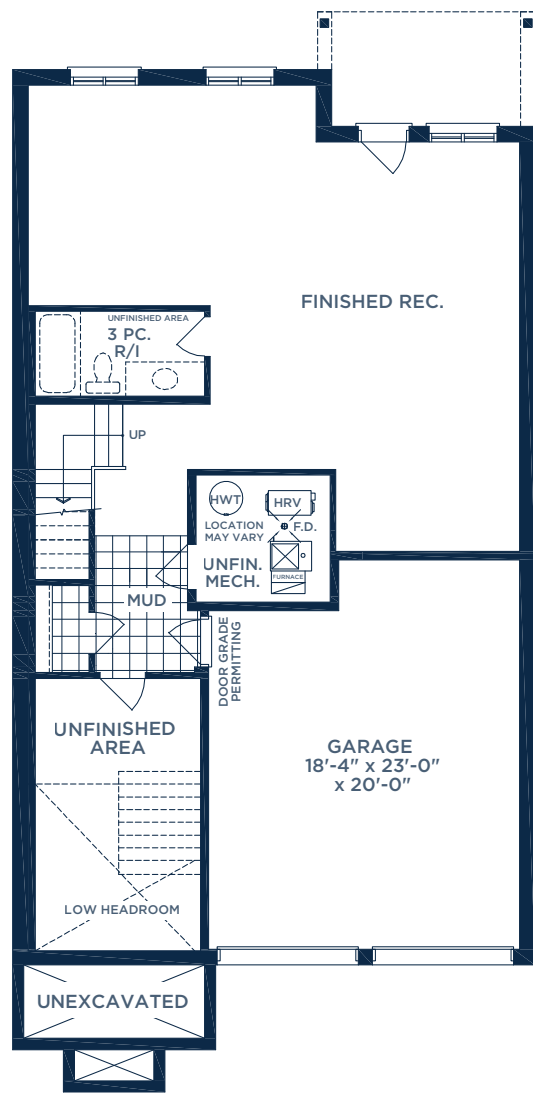 FINISHED REC.
UNFINISHED AREA
3 PC.
R/I
UP
HWT
HRV
LOCATION
MAY VARY
F.D.
UNFIN.
MECH.
FURNACE
MUD
DOOR GRADE
PERMITTING
UNFINISHED
AREA
GARAGE
18'-4" x 23'-0"
x 20'-0"
LOW HEADROOM
UNEXCAVATED